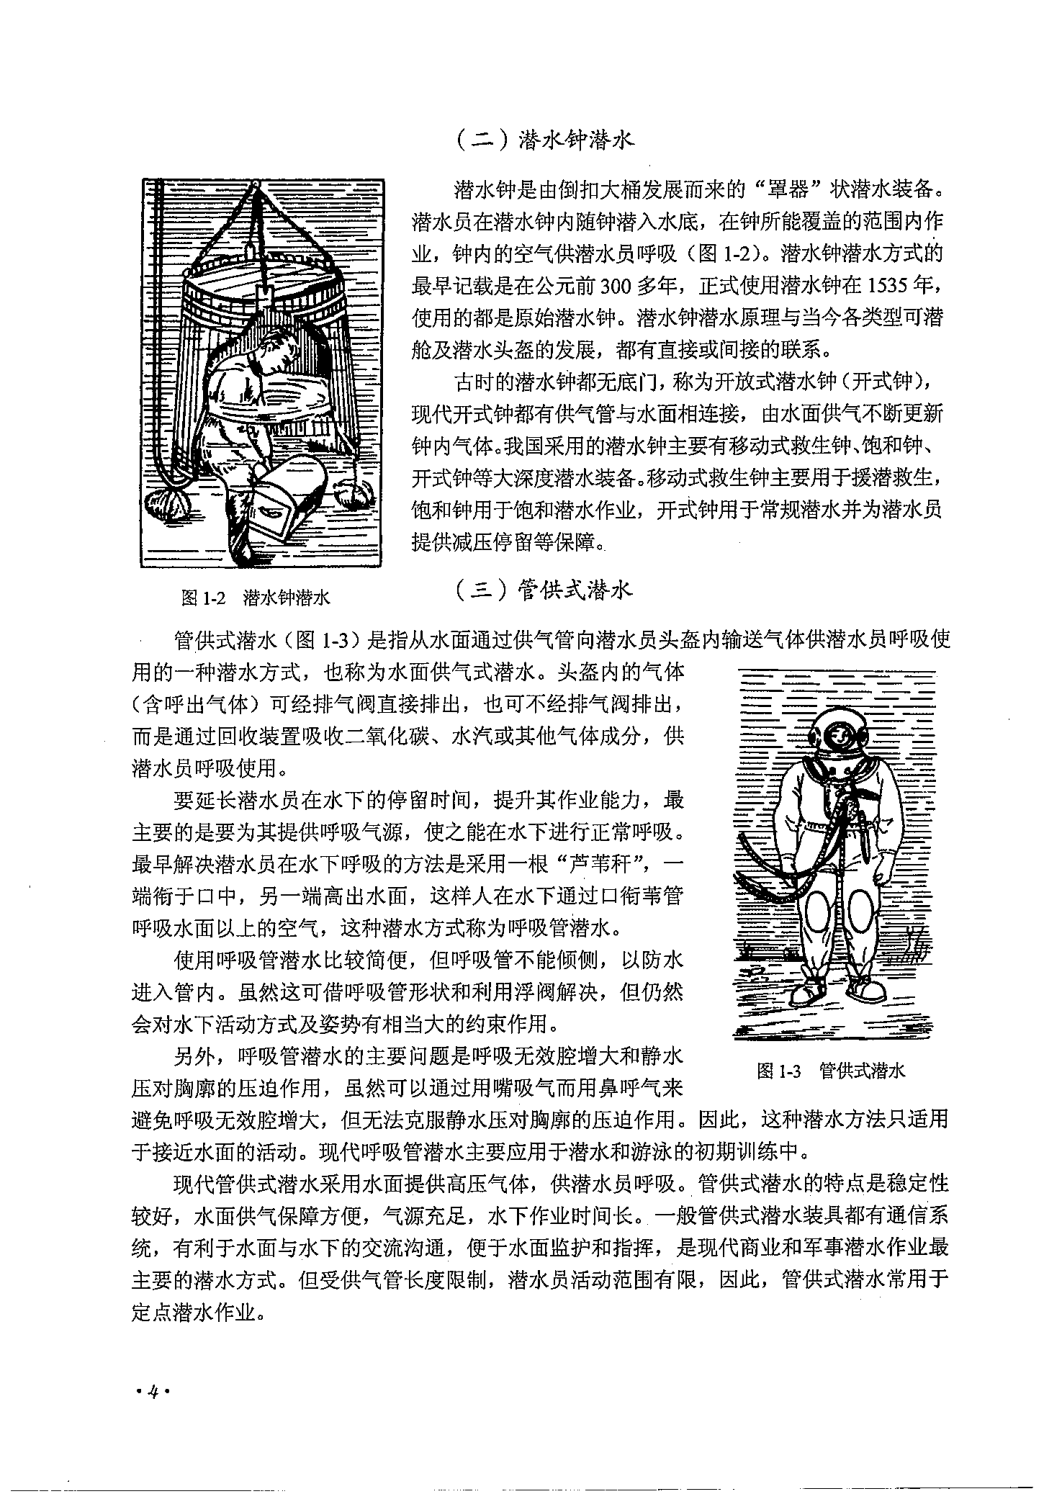 （二）潜水钟潜水
潜水钟是由倒扣大桶发展而来的“罩器”状潜水装备。
潜水员在潜水钟内随钟潜入水底，在钟所能覆盖的范围内作
业，钟内的空气供潜水员呼吸（图 1-2）。潜水钟潜水方式的
最早记载是在公元前 300 多年，正式使用潜水钟在 1535 年，
使用的都是原始潜水钟。潜水钟潜水原理与当今各类型可潜
舱及潜水头盔的发展，都有直接或间接的联系。
古时的潜水钟都无底门，称为开放式潜水钟（开式钟），
现代开式钟都有供气管与水面相连接，由水面供气不断更新
钟内气体。我国采用的潜水钟主要有移动式救生钟、饱和钟、
开式钟等大深度潜水装备。移动式救生钟主要用于援潜救生，
饱和钟用于饱和潜水作业，开式钟用于常规潜水并为潜水员
提供减压停留等保障。
图 1-2 潜水钟潜水
（三）管供式潜水
管供式潜水（图 1-3）是指从水面通过供气管向潜水员头盔内输送气体供潜水员呼吸使
用的一种潜水方式，也称为水面供气式潜水。头盔内的气体
（含呼出气体）可经排气阀直接排出，也可不经排气阀排出，
而是通过回收装置吸收二氧化碳、水汽或其他气体成分，供
潜水员呼吸使用。
要延长潜水员在水下的停留时间，提升其作业能力，最
主要的是要为其提供呼吸气源，使之能在水下进行正常呼吸。
最早解决潜水员在水下呼吸的方法是采用一根“芦苇秆”，一
端衔于口中，另一端高出水面，这样人在水下通过口衔苇管
呼吸水面以上的空气，这种潜水方式称为呼吸管潜水。
使用呼吸管潜水比较简便，但呼吸管不能倾侧，以防水
进入管内。虽然这可借呼吸管形状和利用浮阀解决，但仍然
会对水下活动方式及姿势有相当大的约束作用。
另外，呼吸管潜水的主要问题是呼吸无效腔增大和静水
压对胸廓的压迫作用，虽然可以通过用嘴吸气而用鼻呼气来
图 1-3 管供式潜水
避免呼吸无效腔增大，但无法克服静水压对胸廓的压迫作用。因此，这种潜水方法只适用
于接近水面的活动。现代呼吸管潜水主要应用于潜水和游泳的初期训练中。
现代管供式潜水采用水面提供高压气体，供潜水员呼吸。管供式潜水的特点是稳定性
较好，水面供气保障方便，气源充足，水下作业时间长。一般管供式潜水装具都有通信系
统，有利于水面与水下的交流沟通，便于水面监护和指挥，是现代商业和军事潜水作业最
主要的潜水方式。但受供气管长度限制，潜水员活动范围有限，因此，管供式潜水常用于
定点潜水作业。
·4·